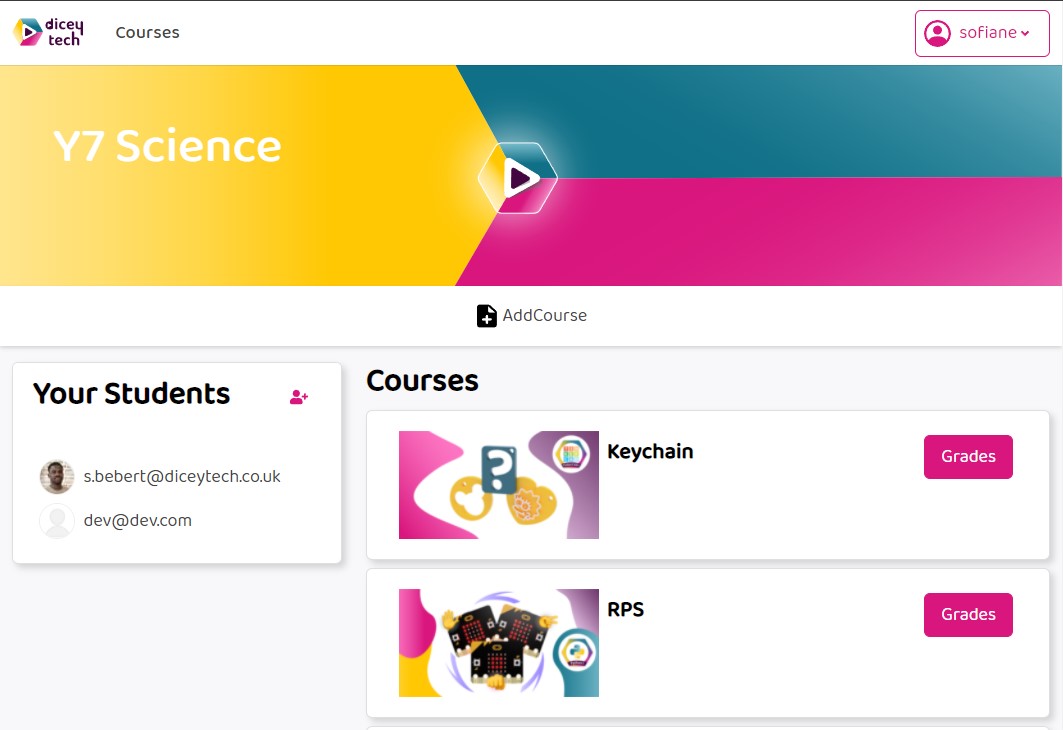 dicey
tech
Courses
sofiane
Y7 Science
AddCourse
Your Students
s.bebert@diceytech.co.uk
dev@dev.com
Courses
?
Keychain
Grades
RPS
Grades